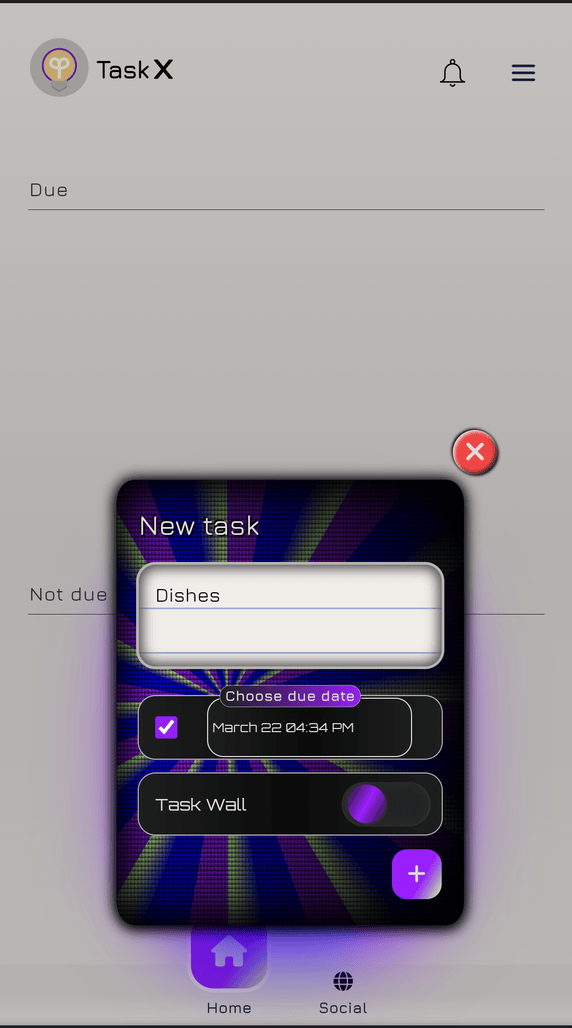 Task X
Due
New task
Dishes
Not due
Choose due date
March 22 04:34 PM
Task Wall
Home
Social